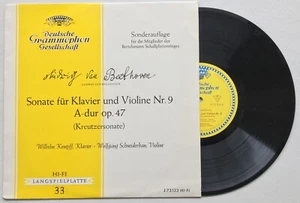 Deutsche
Grammophon
Gesellschaft
Sonderauflage
für die Mitglieder des
Bertelsmann Schallplattenringes
Ludwig van Beethoven
Sonate für Klavier und Violine Nr. 9
A-dur op. 47
(Kreutzersonate)
Wilhelm Kempff, Klavier - Wolfgang Schneiderhan, Violine
HI-FI
LANGSPIELPLATTE
33